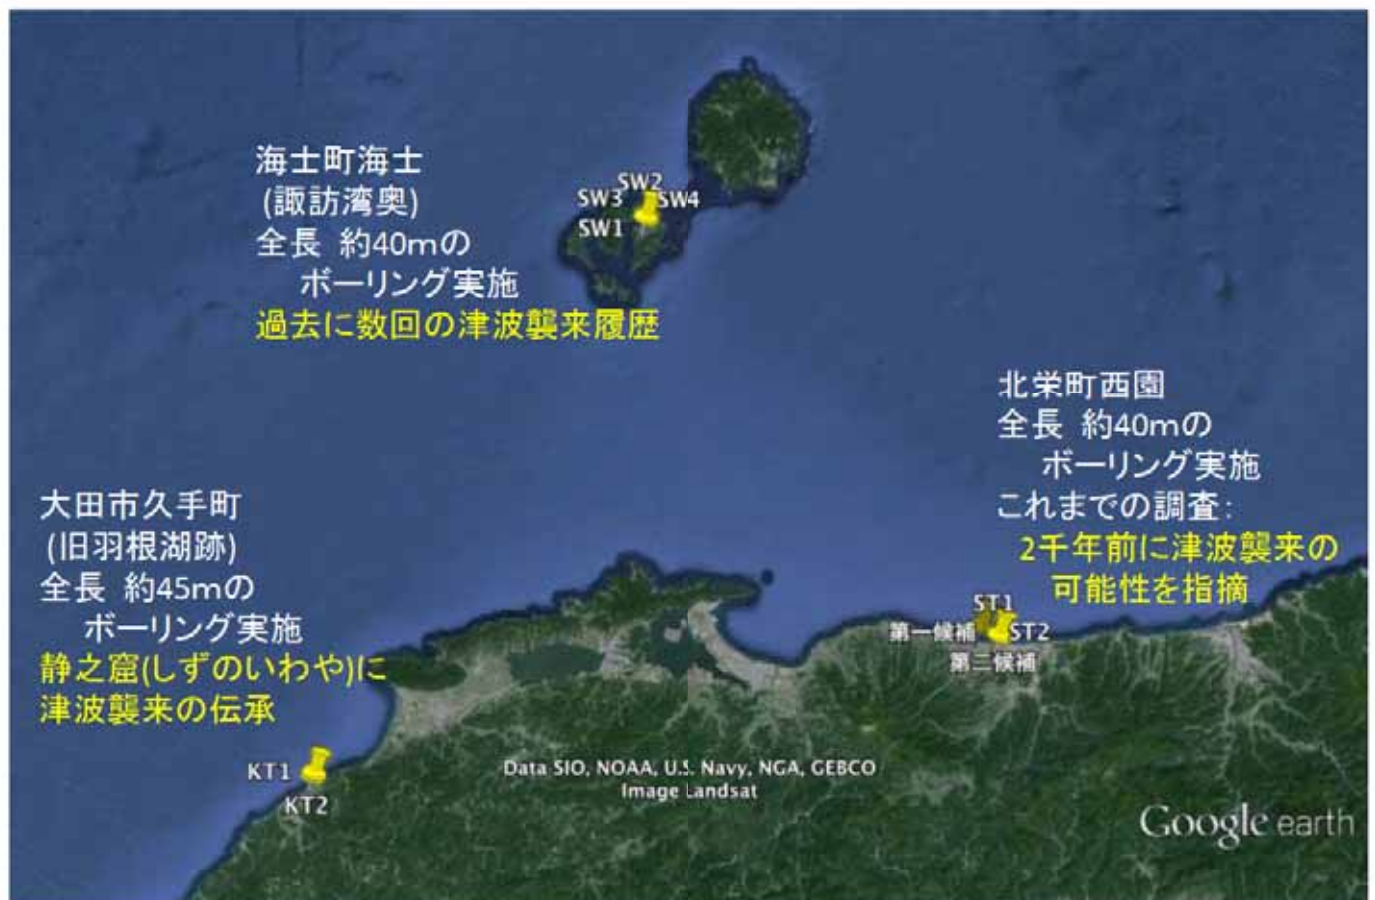 海士町海士
(諏訪湾奥)
全長 約40mの
ボーリング実施
過去に数回の津波襲来履歴
SW2
SW3
SW4
SW1
北栄町西園
全長 約40mの
ボーリング実施
これまでの調査:
2千年前に津波襲来の
可能性を指摘
大田市久手町
(旧羽根湖跡)
全長 約45mの
ボーリング実施
静之窟(しずのいわや)に
津波襲来の伝承
ST1
第一候補
ST2
第二候補
KT1
KT2
Data SIO, NOAA, U.S. Navy, NGA, GEBCO
Image Landsat
Google earth